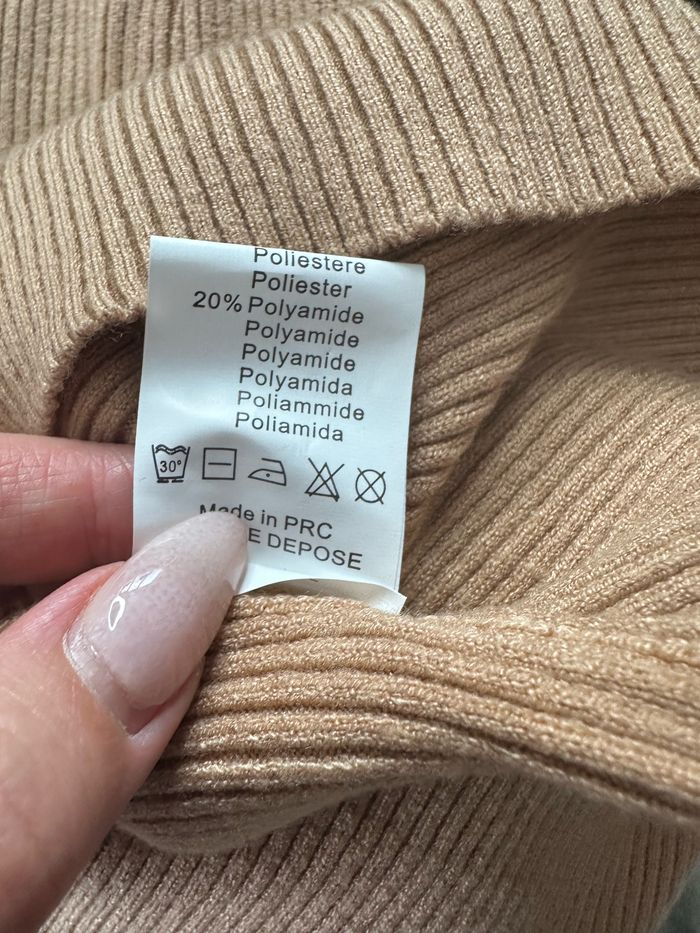 Poliestere
Poliester
20% Polyamide
Polyamide
Polyamide
Polyamida
Poliammide
Poliamida
30°
Made in PRC
DEPOSE